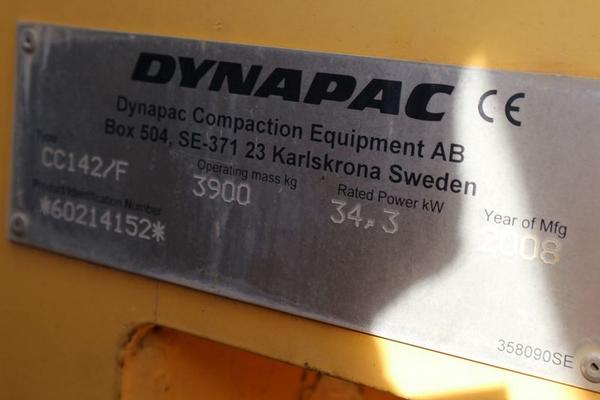 DYNAPAC CE
Dynapac Compaction Equipment AB
Box 504, SE-371 23 Karlskrona Sweden
Type Operating mass kg Rated Power kW Year of Mfg
CC142/F 3900 34,3 2008
Product Identification Number
*60214152*
358090SE